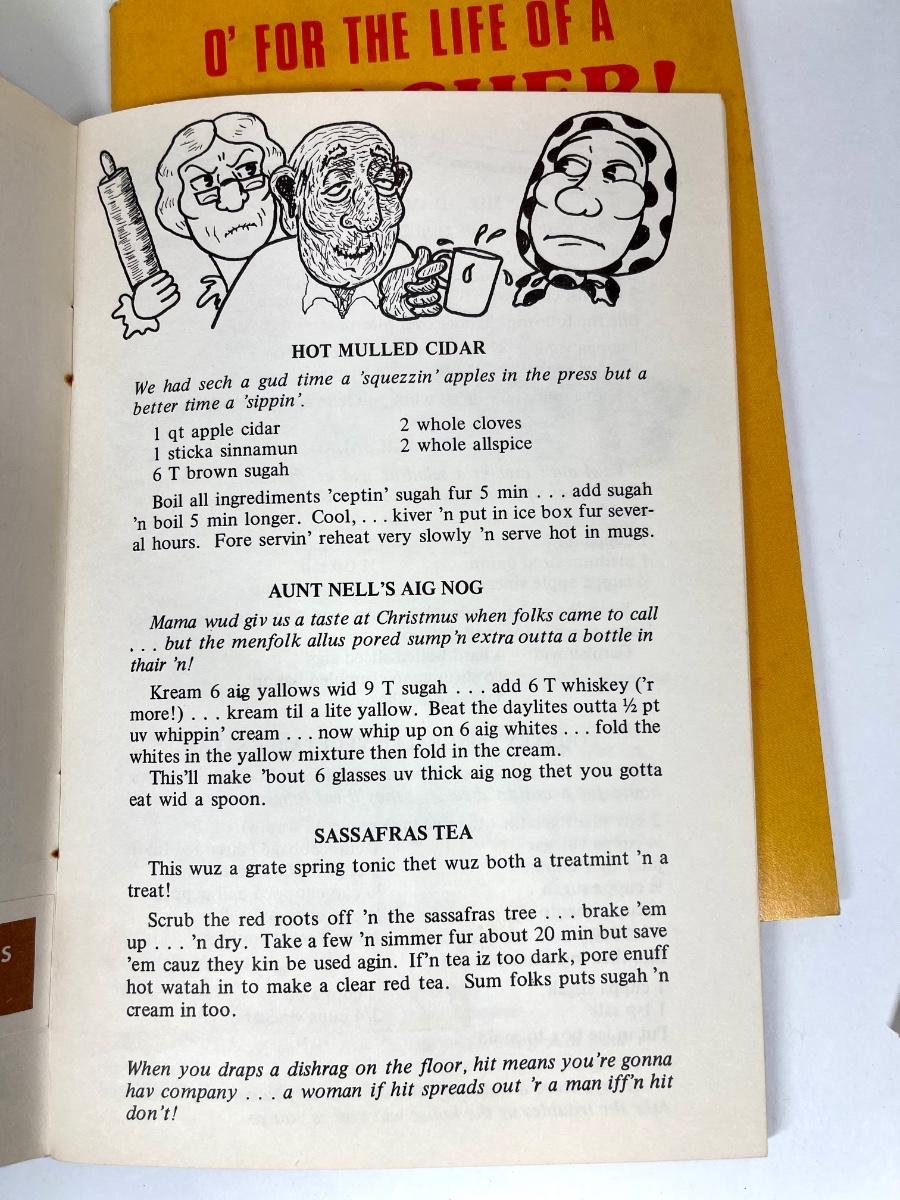 O' FOR THE LIFE OF A
HOT MULLED CIDAR
We had sech a gud time a 'squezzin' apples in the press but a
better time a 'sippin'.
1 qt apple cidar
1 sticka sinnamun
6 T brown sugah
2 whole cloves
2 whole allspice
Boil all ingrediments 'ceptin' sugah fur 5 min . . . add sugah
'n boil 5 min longer. Cool, . . . kiver 'n put in ice box fur sever-
al hours. Fore servin' reheat very slowly 'n serve hot in mugs.
AUNT NELL'S AIG NOG
Mama wud giv us a taste at Christmus when folks came to call
. . . but the menfolk allus pored sump'n extra outta a bottle in
thair 'n!
Kream 6 aig yallows wid 9 T sugah . . . add 6 T whiskey ('r
more!) . . . kream til a lite yallow. Beat the daylites outta ½ pt
uv whippin' cream . . . now whip up on 6 aig whites . . . fold the
whites in the yallow mixture then fold in the cream.
This'll make 'bout 6 glasses uv thick aig nog thet you gotta
eat wid a spoon.
SASSAFRAS TEA
This wuz a grate spring tonic thet wuz both a treatmint 'n a
treat!
Scrub the red roots off 'n the sassafras tree . . . brake 'em
up . . . 'n dry. Take a few 'n simmer fur about 20 min but save
'em cauz they kin be used agin. If'n tea iz too dark, pore enuff
hot watah in to make a clear red tea. Sum folks puts sugah 'n
cream in too.
When you draps a dishrag on the floor, hit means you're gonna
hav company . . . a woman if hit spreads out 'r a man iff'n hit
don't!
S